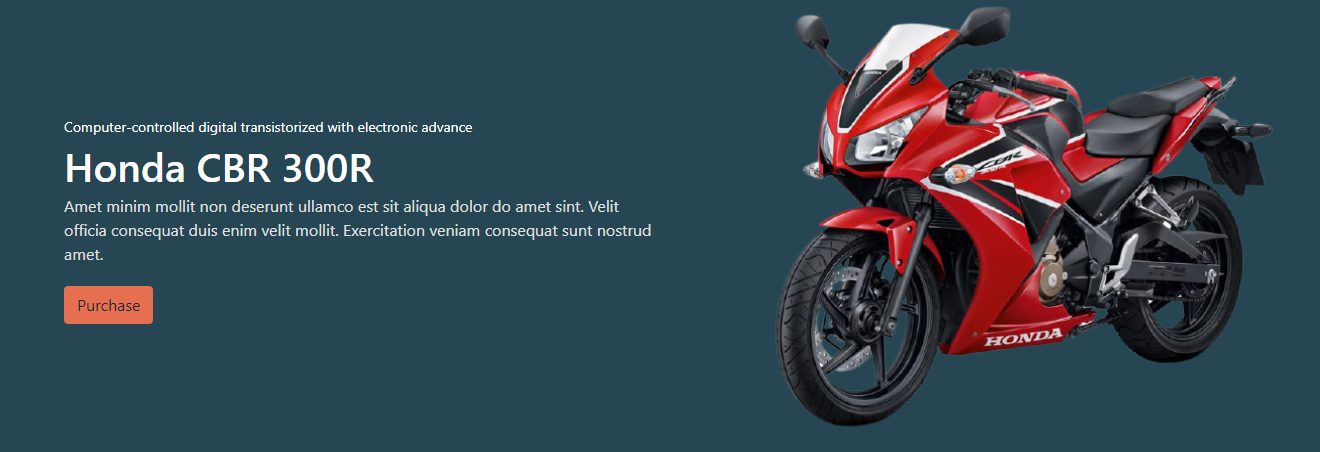 Computer-controlled digital transistorized with electronic advance
Honda CBR 300R
Amet minim mollit non deserunt ullamco est sit aliqua dolor do amet sint. Velit
officia consequat duis enim velit mollit. Exercitation veniam consequat sunt nostrud
amet.
Purchase
CBR
HONDA